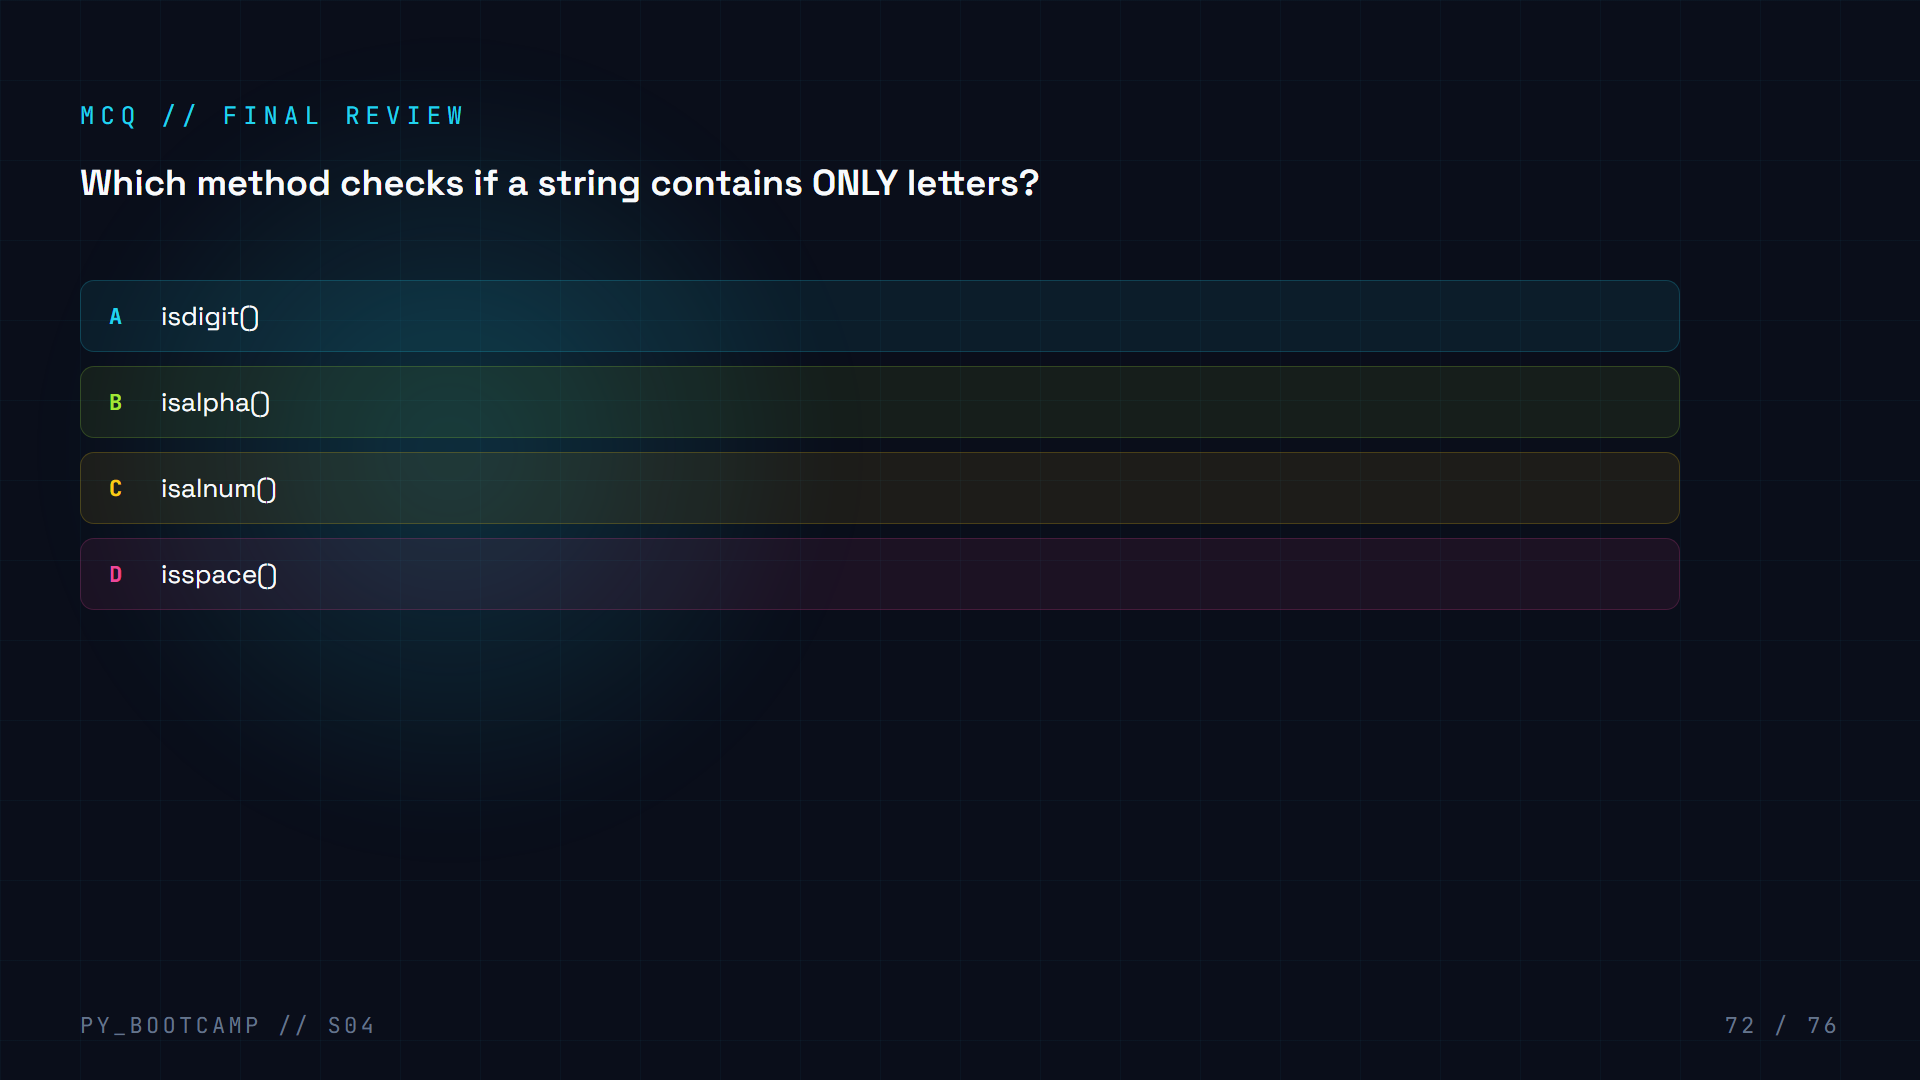 MCQ // FINAL REVIEW
Which method checks if a string contains ONLY letters?
A isdigit()
B isalpha()
C isalnum()
D isspace()
PY_BOOTCAMP // S04
72 / 76